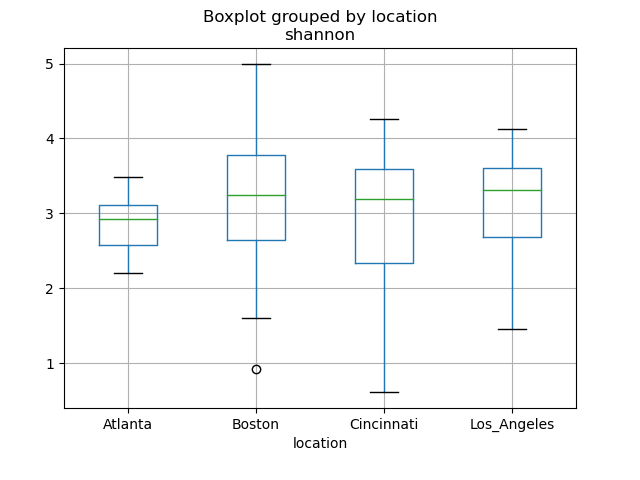 Boxplot grouped by location
shannon
5
4
3
2
1
Atlanta Boston Cincinnati Los_Angeles
location